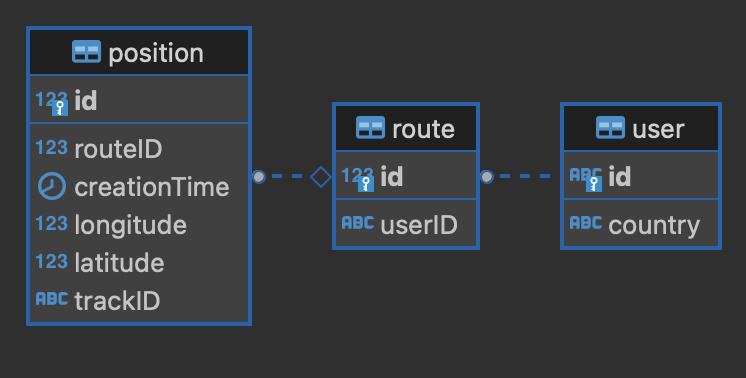 position
123 id
123 routeID
creationTime
123 longitude
123 latitude
ABC trackID
route
123 id
ABC userID
user
ABC id
ABC country